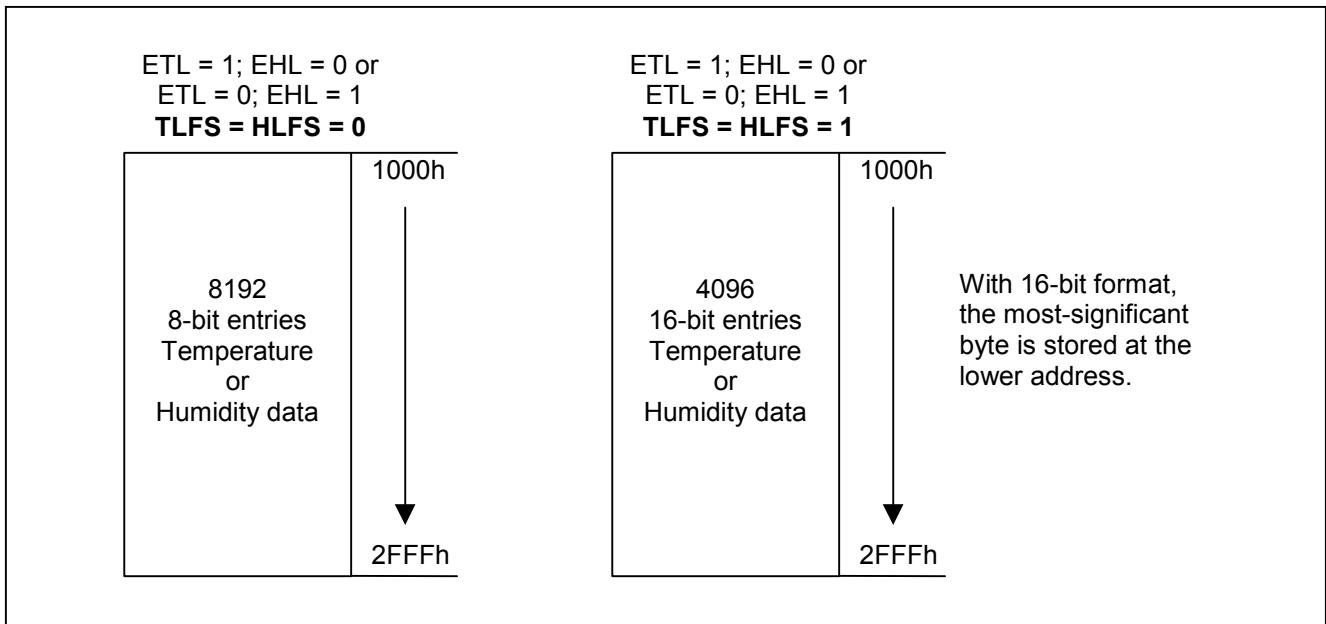 ETL = 1; EHL = 0 or
ETL = 0; EHL = 1
TLFS = HLFS = 0
1000h
8192
8-bit entries
Temperature
or
Humidity data
2FFFh
ETL = 1; EHL = 0 or
ETL = 0; EHL = 1
TLFS = HLFS = 1
1000h
4096
16-bit entries
Temperature
or
Humidity data
2FFFh
With 16-bit format,
the most-significant
byte is stored at the
lower address.